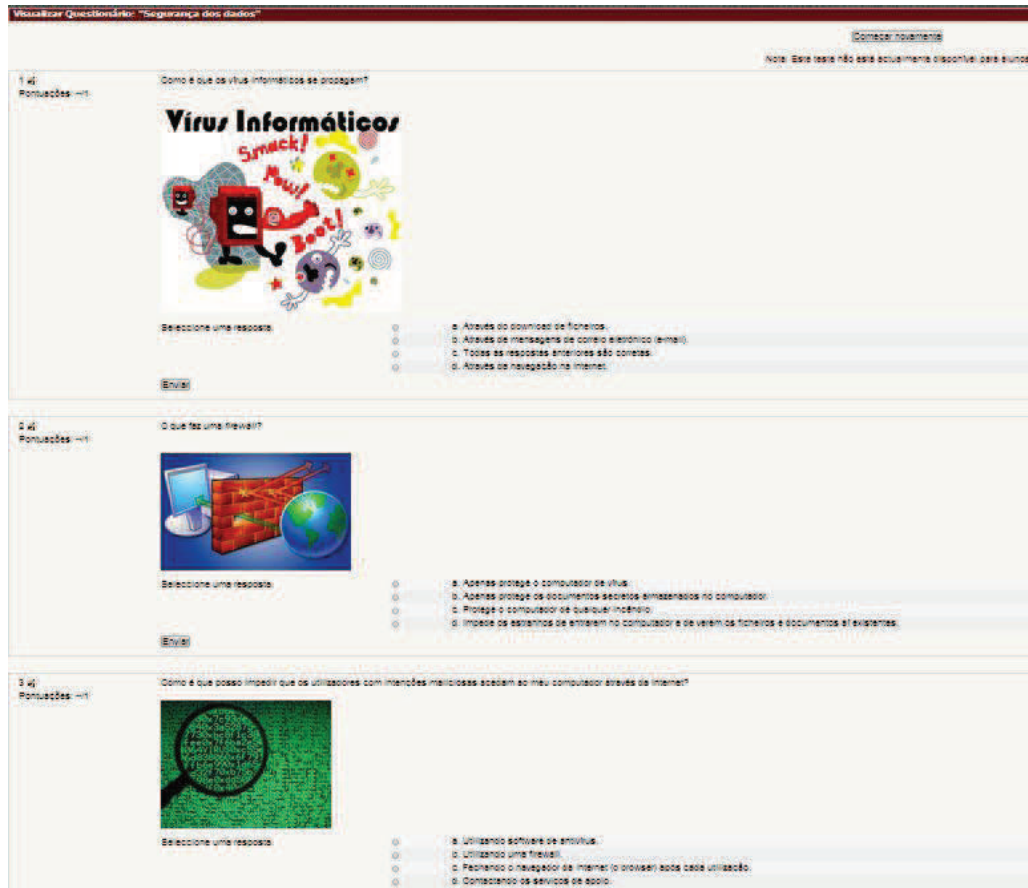 Visualizar Questionário: "Segurança dos dados"
Começar novamente
Nota: Este teste não está actualmente disponível para alunos
1
Pontuações: --/1
Como é que os vírus informáticos se propagam?
Vírus Informáticos
Smack!
Pow!
Boot!
@
Seleccione uma resposta.
a. Através do download de ficheiros.
b. Através de mensagens de correio eletrónico (e-mail).
c. Todas as respostas anteriores são corretas.
d. Através da navegação na Internet.
Enviar
2
Pontuações: --/1
O que faz uma firewall?
Seleccione uma resposta.
a. Apenas protege o computador de vírus.
b. Apenas protege os documentos secretos armazenados no computador.
c. Protege o computador de qualquer incêndio.
d. Impede os estranhos de entrarem no computador e de verem os ficheiros e documentos aí existentes.
Enviar
3
Pontuações: --/1
Como é que posso impedir que os utilizadores com intenções maliciosas acedam ao meu computador através da Internet?
Seleccione uma resposta.
a. Utilizando software de antivírus.
b. Utilizando uma firewall.
c. Fechando o navegador da Internet (o browser) após cada utilização.
d. Contactando os serviços de apoio.